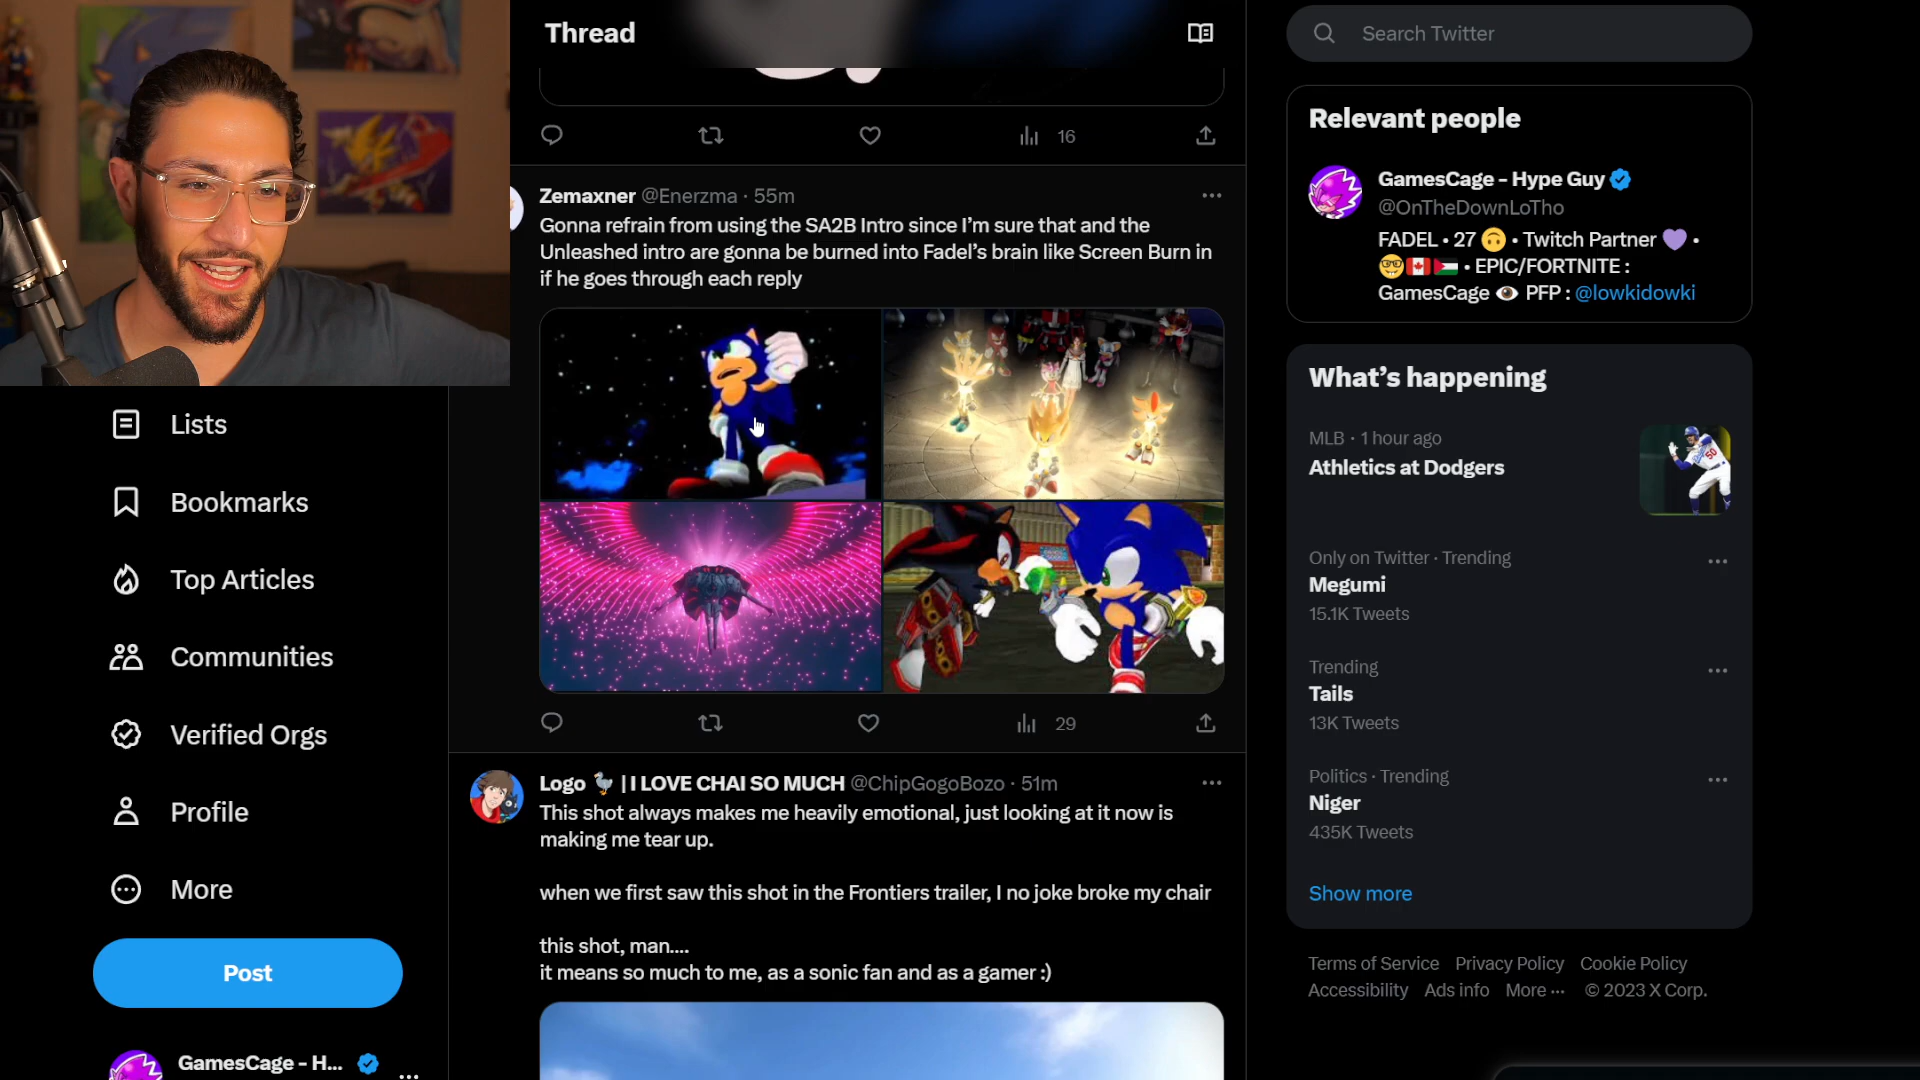 Thread
16
Zemaxner @Enerzma · 55m
Gonna refrain from using the SA2B Intro since I'm sure that and the
Unleashed intro are gonna be burned into Fadel's brain like Screen Burn in
if he goes through each reply
29
Logo 🦤 | I LOVE CHAI SO MUCH @ChipGogoBozo · 51m
This shot always makes me heavily emotional, just looking at it now is
making me tear up.
when we first saw this shot in the Frontiers trailer, I no joke broke my chair
this shot, man....
it means so much to me, as a sonic fan and as a gamer :)
Lists
Bookmarks
Top Articles
Communities
Verified Orgs
Profile
More
Post
GamesCage - H...
Search Twitter
Relevant people
GamesCage - Hype Guy
@OnTheDownLoTho
FADEL • 27 🙃 • Twitch Partner 💜 •
🤓🇨🇦🇵🇸 • EPIC/FORTNITE :
GamesCage 👁 PFP : @lowkidowki
What's happening
MLB · 1 hour ago
Athletics at Dodgers
Only on Twitter · Trending
Megumi
15.1K Tweets
Trending
Tails
13K Tweets
Politics · Trending
Niger
435K Tweets
Show more
Terms of Service Privacy Policy Cookie Policy
Accessibility Ads info More ··· © 2023 X Corp.